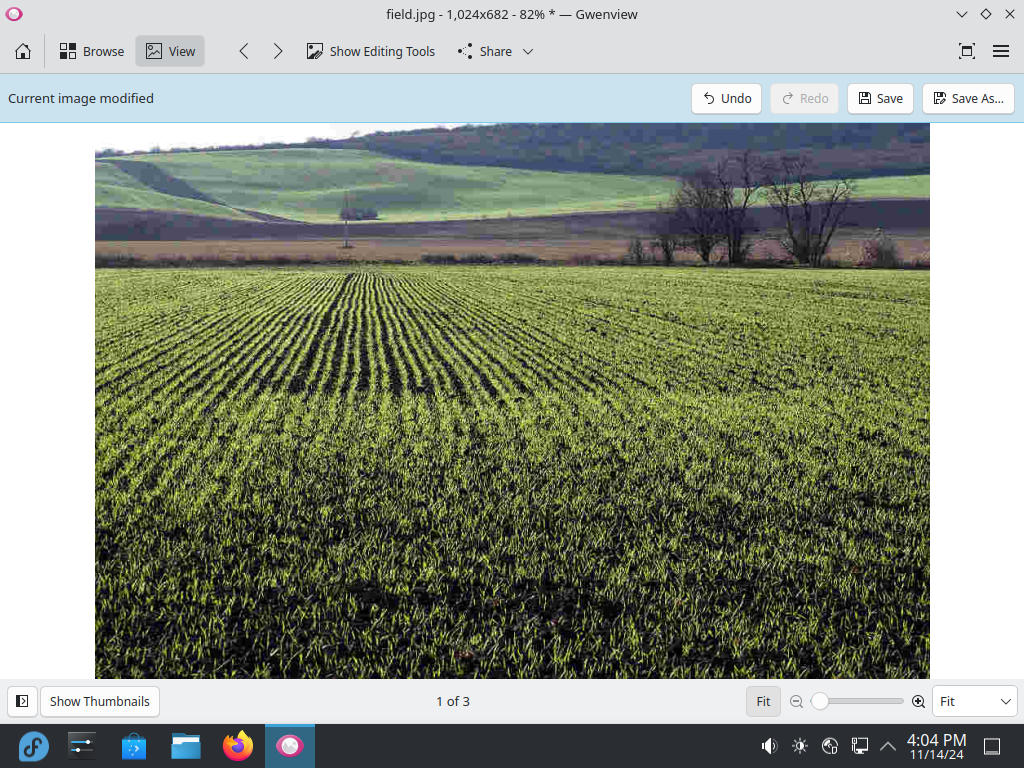 field.jpg - 1,024x682 - 82% * — Gwenview
Browse
View
Show Editing Tools
Share
Current image modified
Undo
Redo
Save
Save As...
Show Thumbnails
1 of 3
Fit
Fit
4:04 PM
11/14/24